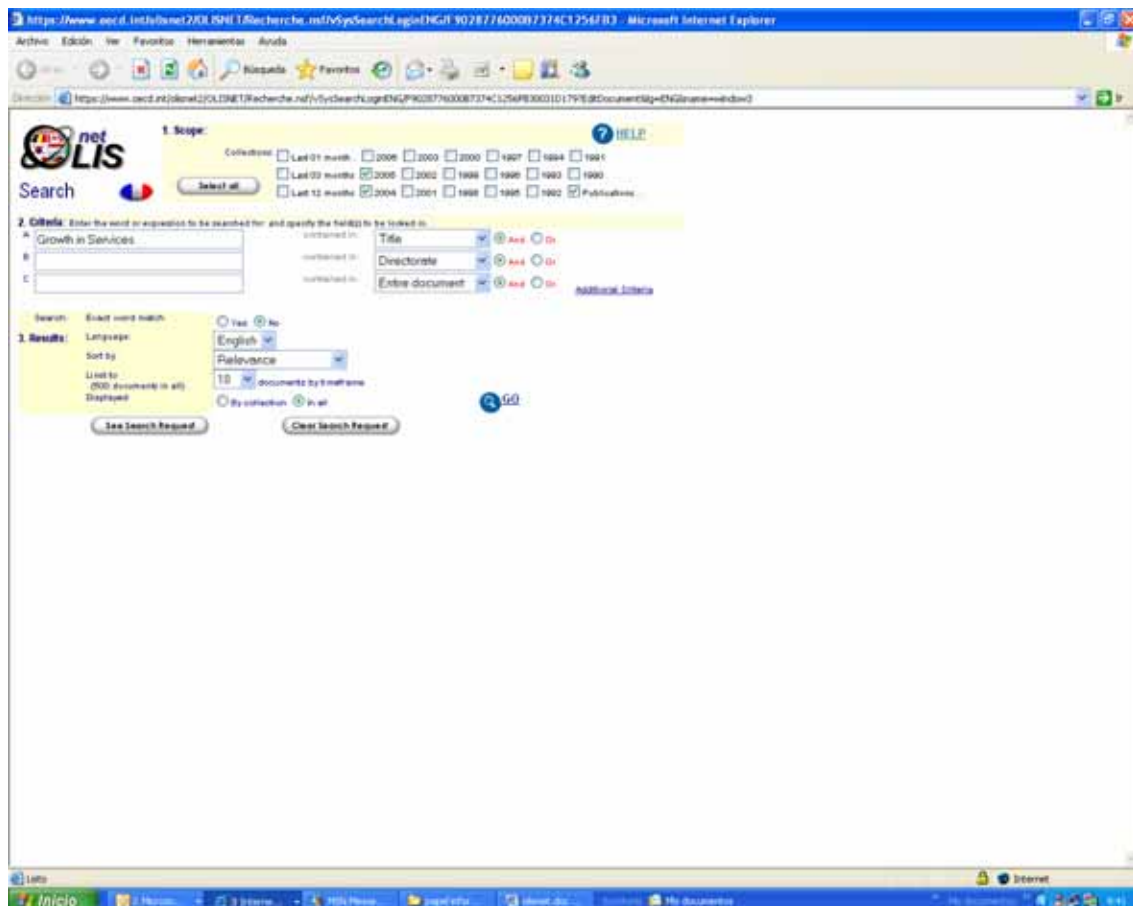 https://www.oecd.int/olisnet2/OLISNET/Recherche.nsf/vSysSearchLoginENG/F9028776000B7374C1256FB3 - Microsoft Internet Explorer
Archivo Edición Ver Favoritos Herramientas Ayuda
Búsqueda Favoritos
Ir
net
OLIS
Search
1. Scope:
HELP
Collections
Last 01 month 2006 2003 2000 1997 1994 1991
Last 03 months 2005 2002 1999 1996 1993 1990
Last 12 months 2004 2001 1998 1995 1992 Publications
Select all
2. Criteria: Enter the word or expression to be searched for and specify the field(s) to be looked in
A Growth in Services contained in Title And Or
B contained in Directorate And Or
C contained in Entire document And Or
Additional Criteria
Search Exact word match Yes No
3. Results: Language English
Sort by Relevance
Limit to 10 documents by timeframe
(500 documents in all)
Displayed By collection In all
GO
See Search Request Clear Search Request
Listo Internet
Inicio My documentos